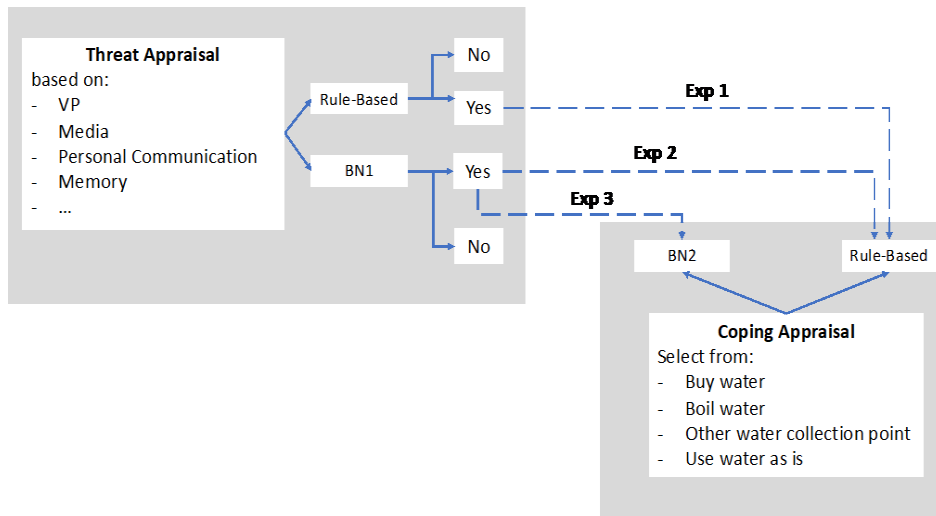 Threat Appraisal
based on:
- VP
- Media
- Personal Communication
- Memory
- ...
Rule-Based
BN1
No
Yes
Yes
No
Exp 1
Exp 2
Exp 3
BN2
Rule-Based
Coping Appraisal
Select from:
- Buy water
- Boil water
- Other water collection point
- Use water as is